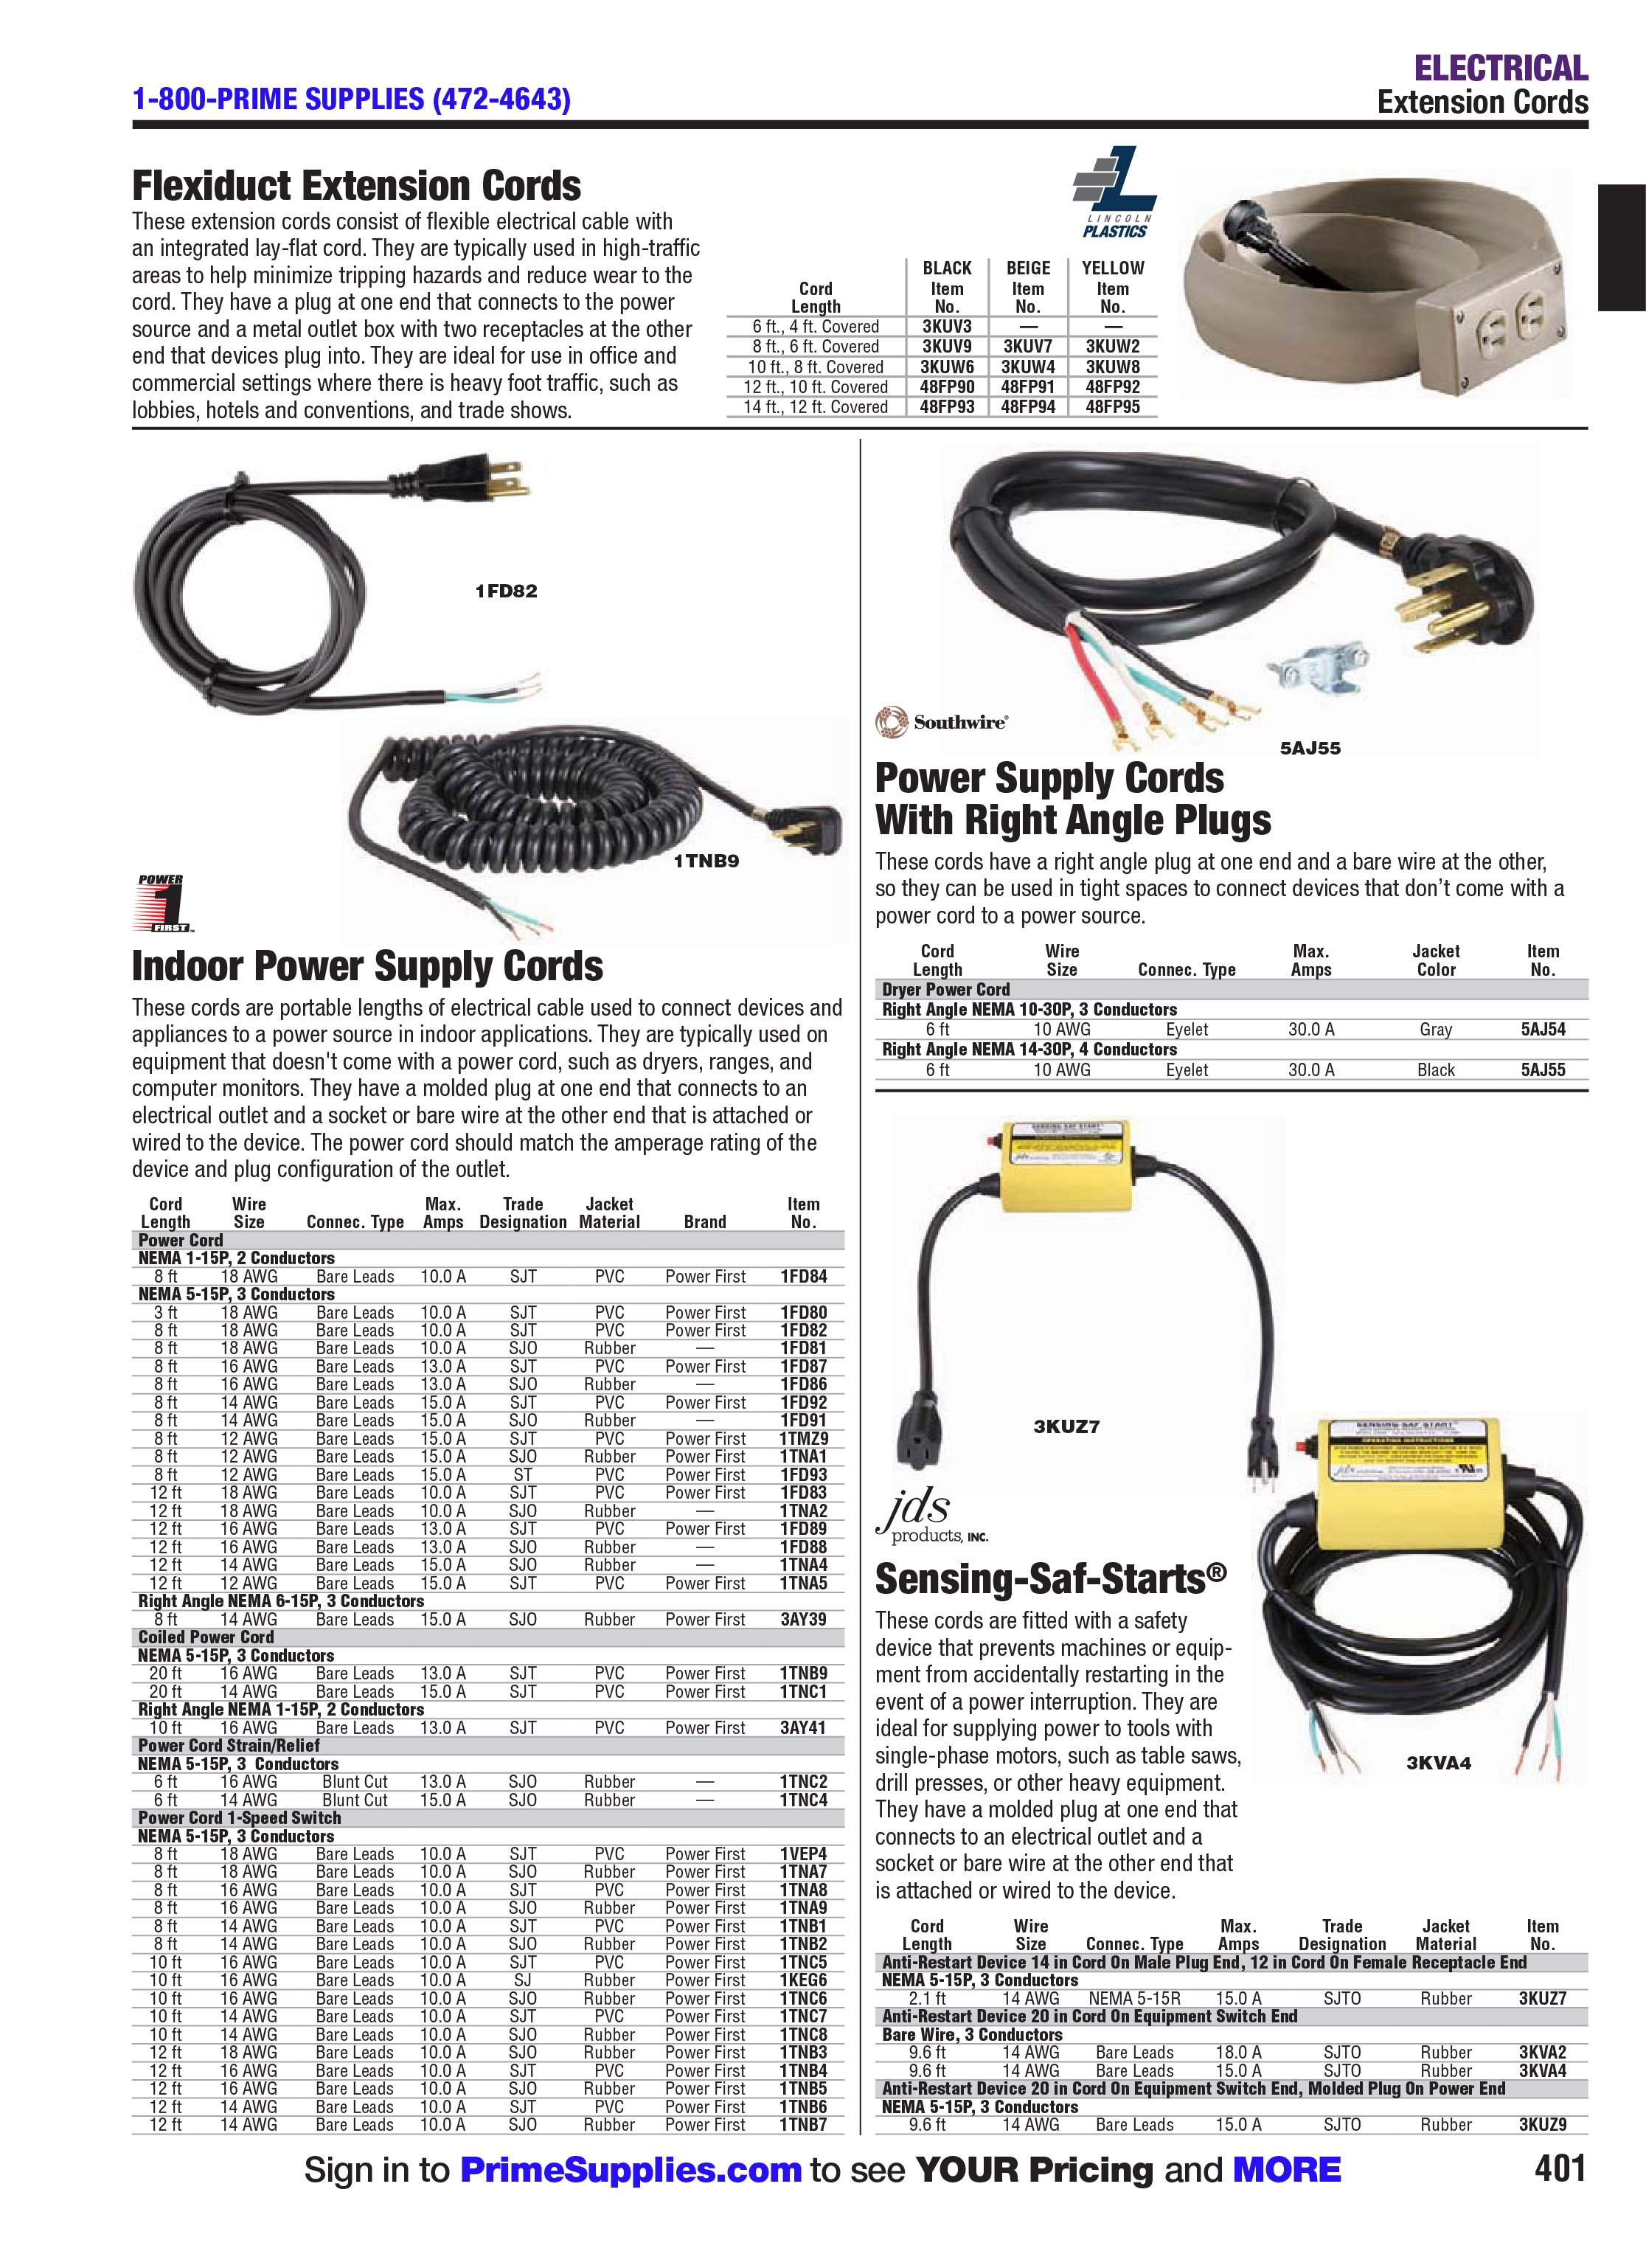 1-800-PRIME SUPPLIES (472-4643)
ELECTRICAL
Extension Cords
Flexiduct Extension Cords
These extension cords consist of flexible electrical cable with
an integrated lay-flat cord. They are typically used in high-traffic
areas to help minimize tripping hazards and reduce wear to the
cord. They have a plug at one end that connects to the power
source and a metal outlet box with two receptacles at the other
end that devices plug into. They are ideal for use in office and
commercial settings where there is heavy foot traffic, such as
lobbies, hotels and conventions, and trade shows.
LINCOLN
PLASTICS
BLACK BEIGE YELLOW
Cord Item Item Item
Length No. No. No.
6 ft., 4 ft. Covered 3KUV3 — —
8 ft., 6 ft. Covered 3KUV9 3KUV7 3KUW2
10 ft., 8 ft. Covered 3KUW6 3KUW4 3KUW8
12 ft., 10 ft. Covered 48FP90 48FP91 48FP92
14 ft., 12 ft. Covered 48FP93 48FP94 48FP95
1FD82
1TNB9
POWER
1
FIRST™
Indoor Power Supply Cords
These cords are portable lengths of electrical cable used to connect devices and
appliances to a power source in indoor applications. They are typically used on
equipment that doesn't come with a power cord, such as dryers, ranges, and
computer monitors. They have a molded plug at one end that connects to an
electrical outlet and a socket or bare wire at the other end that is attached or
wired to the device. The power cord should match the amperage rating of the
device and plug configuration of the outlet.
Cord Wire Max. Trade Jacket Item
Length Size Connec. Type Amps Designation Material Brand No.
Power Cord
NEMA 1-15P, 2 Conductors
8 ft 18 AWG Bare Leads 10.0 A SJT PVC Power First 1FD84
NEMA 5-15P, 3 Conductors
3 ft 18 AWG Bare Leads 10.0 A SJT PVC Power First 1FD80
8 ft 18 AWG Bare Leads 10.0 A SJT PVC Power First 1FD82
8 ft 18 AWG Bare Leads 10.0 A SJO Rubber — 1FD81
8 ft 16 AWG Bare Leads 13.0 A SJT PVC Power First 1FD87
8 ft 16 AWG Bare Leads 13.0 A SJO Rubber — 1FD86
8 ft 14 AWG Bare Leads 15.0 A SJT PVC Power First 1FD92
8 ft 14 AWG Bare Leads 15.0 A SJO Rubber — 1FD91
8 ft 12 AWG Bare Leads 15.0 A SJT PVC Power First 1TMZ9
8 ft 12 AWG Bare Leads 15.0 A SJO Rubber Power First 1TNA1
8 ft 12 AWG Bare Leads 15.0 A ST PVC Power First 1FD93
12 ft 18 AWG Bare Leads 10.0 A SJT PVC Power First 1FD83
12 ft 18 AWG Bare Leads 10.0 A SJO Rubber — 1TNA2
12 ft 16 AWG Bare Leads 13.0 A SJT PVC Power First 1FD89
12 ft 16 AWG Bare Leads 13.0 A SJO Rubber — 1FD88
12 ft 14 AWG Bare Leads 15.0 A SJO Rubber — 1TNA4
12 ft 12 AWG Bare Leads 15.0 A SJT PVC Power First 1TNA5
Right Angle NEMA 6-15P, 3 Conductors
8 ft 14 AWG Bare Leads 15.0 A SJO Rubber Power First 3AY39
Coiled Power Cord
NEMA 5-15P, 3 Conductors
20 ft 16 AWG Bare Leads 13.0 A SJT PVC Power First 1TNB9
20 ft 14 AWG Bare Leads 15.0 A SJT PVC Power First 1TNC1
Right Angle NEMA 1-15P, 2 Conductors
10 ft 16 AWG Bare Leads 13.0 A SJT PVC Power First 3AY41
Power Cord Strain/Relief
NEMA 5-15P, 3 Conductors
6 ft 16 AWG Blunt Cut 13.0 A SJO Rubber — 1TNC2
6 ft 14 AWG Blunt Cut 15.0 A SJO Rubber — 1TNC4
Power Cord 1-Speed Switch
NEMA 5-15P, 3 Conductors
8 ft 18 AWG Bare Leads 10.0 A SJT PVC Power First 1VEP4
8 ft 18 AWG Bare Leads 10.0 A SJO Rubber Power First 1TNA7
8 ft 16 AWG Bare Leads 10.0 A SJT PVC Power First 1TNA8
8 ft 16 AWG Bare Leads 10.0 A SJO Rubber Power First 1TNA9
8 ft 14 AWG Bare Leads 10.0 A SJT PVC Power First 1TNB1
8 ft 14 AWG Bare Leads 10.0 A SJO Rubber Power First 1TNB2
10 ft 16 AWG Bare Leads 10.0 A SJT PVC Power First 1TNC5
10 ft 16 AWG Bare Leads 10.0 A SJ Rubber Power First 1KEG6
10 ft 16 AWG Bare Leads 10.0 A SJO Rubber Power First 1TNC6
10 ft 14 AWG Bare Leads 10.0 A SJT PVC Power First 1TNC7
10 ft 14 AWG Bare Leads 10.0 A SJO Rubber Power First 1TNC8
12 ft 18 AWG Bare Leads 10.0 A SJO Rubber Power First 1TNB3
12 ft 16 AWG Bare Leads 10.0 A SJT PVC Power First 1TNB4
12 ft 16 AWG Bare Leads 10.0 A SJO Rubber Power First 1TNB5
12 ft 14 AWG Bare Leads 10.0 A SJT PVC Power First 1TNB6
12 ft 14 AWG Bare Leads 10.0 A SJO Rubber Power First 1TNB7
Southwire®
5AJ55
Power Supply Cords
With Right Angle Plugs
These cords have a right angle plug at one end and a bare wire at the other,
so they can be used in tight spaces to connect devices that don’t come with a
power cord to a power source.
Cord Wire Max. Jacket Item
Length Size Connec. Type Amps Color No.
Dryer Power Cord
Right Angle NEMA 10-30P, 3 Conductors
6 ft 10 AWG Eyelet 30.0 A Gray 5AJ54
Right Angle NEMA 14-30P, 4 Conductors
6 ft 10 AWG Eyelet 30.0 A Black 5AJ55
SENSING-SAF-START
3KUZ7
SENSING-SAF-START
jds
products, INC.
3KVA4
Sensing-Saf-Starts®
These cords are fitted with a safety
device that prevents machines or equip-
ment from accidentally restarting in the
event of a power interruption. They are
ideal for supplying power to tools with
single-phase motors, such as table saws,
drill presses, or other heavy equipment.
They have a molded plug at one end that
connects to an electrical outlet and a
socket or bare wire at the other end that
is attached or wired to the device.
Cord Wire Max. Trade Jacket Item
Length Size Connec. Type Amps Designation Material No.
Anti-Restart Device 14 in Cord On Male Plug End, 12 in Cord On Female Receptacle End
NEMA 5-15P, 3 Conductors
2.1 ft 14 AWG NEMA 5-15R 15.0 A SJTO Rubber 3KUZ7
Anti-Restart Device 20 in Cord On Equipment Switch End
Bare Wire, 3 Conductors
9.6 ft 14 AWG Bare Leads 18.0 A SJTO Rubber 3KVA2
9.6 ft 14 AWG Bare Leads 15.0 A SJTO Rubber 3KVA4
Anti-Restart Device 20 in Cord On Equipment Switch End, Molded Plug On Power End
NEMA 5-15P, 3 Conductors
9.6 ft 14 AWG Bare Leads 15.0 A SJTO Rubber 3KUZ9
Sign in to PrimeSupplies.com to see YOUR Pricing and MORE
401